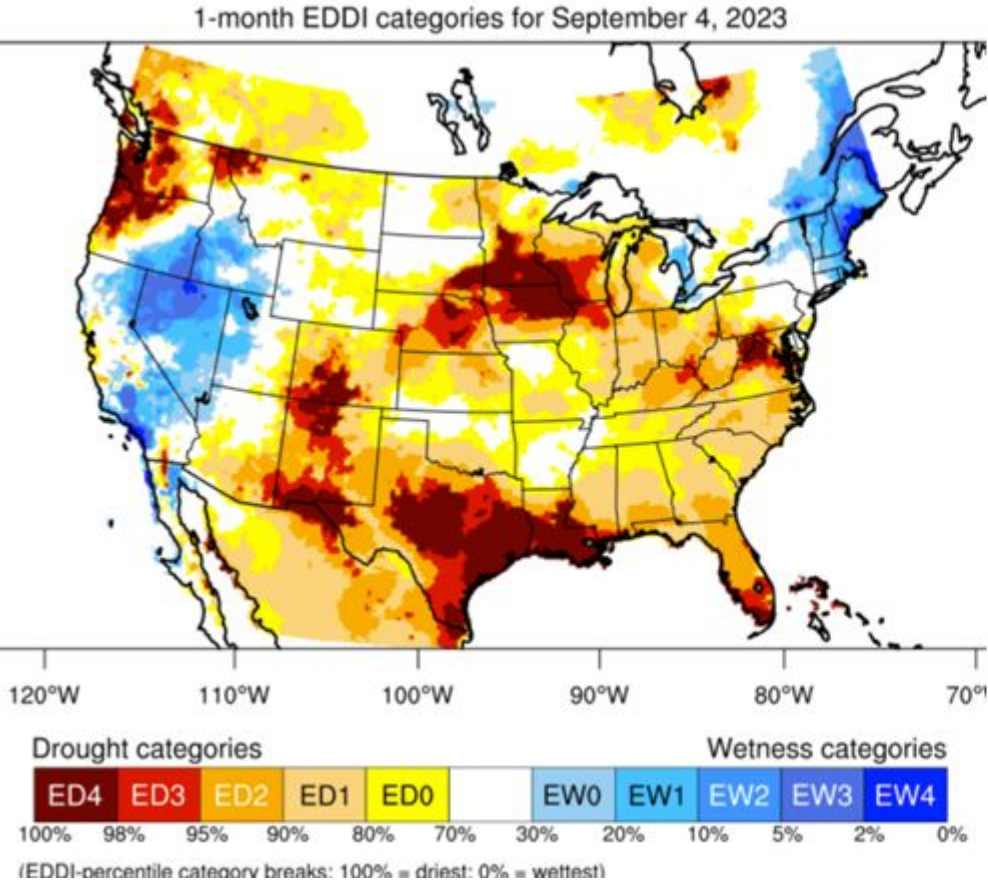 1-month EDDI categories for September 4, 2023
120°W 110°W 100°W 90°W 80°W 70°W
Drought categories Wetness categories
ED4 ED3 ED2 ED1 ED0 EW0 EW1 EW2 EW3 EW4
100% 98% 95% 90% 80% 70% 30% 20% 10% 5% 2% 0%
(EDDI-percentile category breaks: 100% = driest; 0% = wettest)